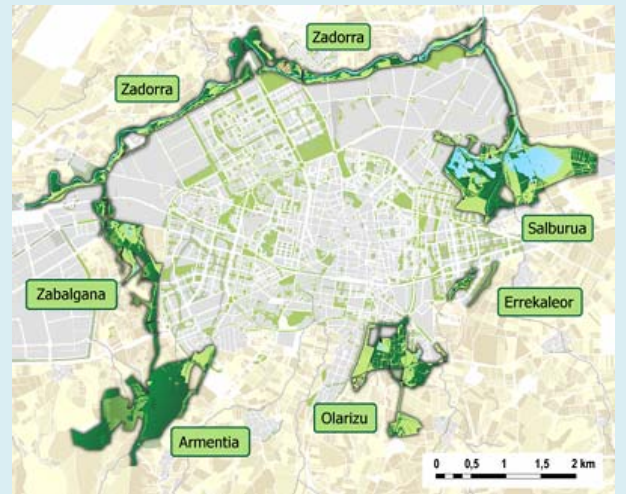 Zadorra
Zadorra
Salburua
Zabalgana
Errekaleor
Olarizu
Armentia
0 0,5 1 1,5 2 km